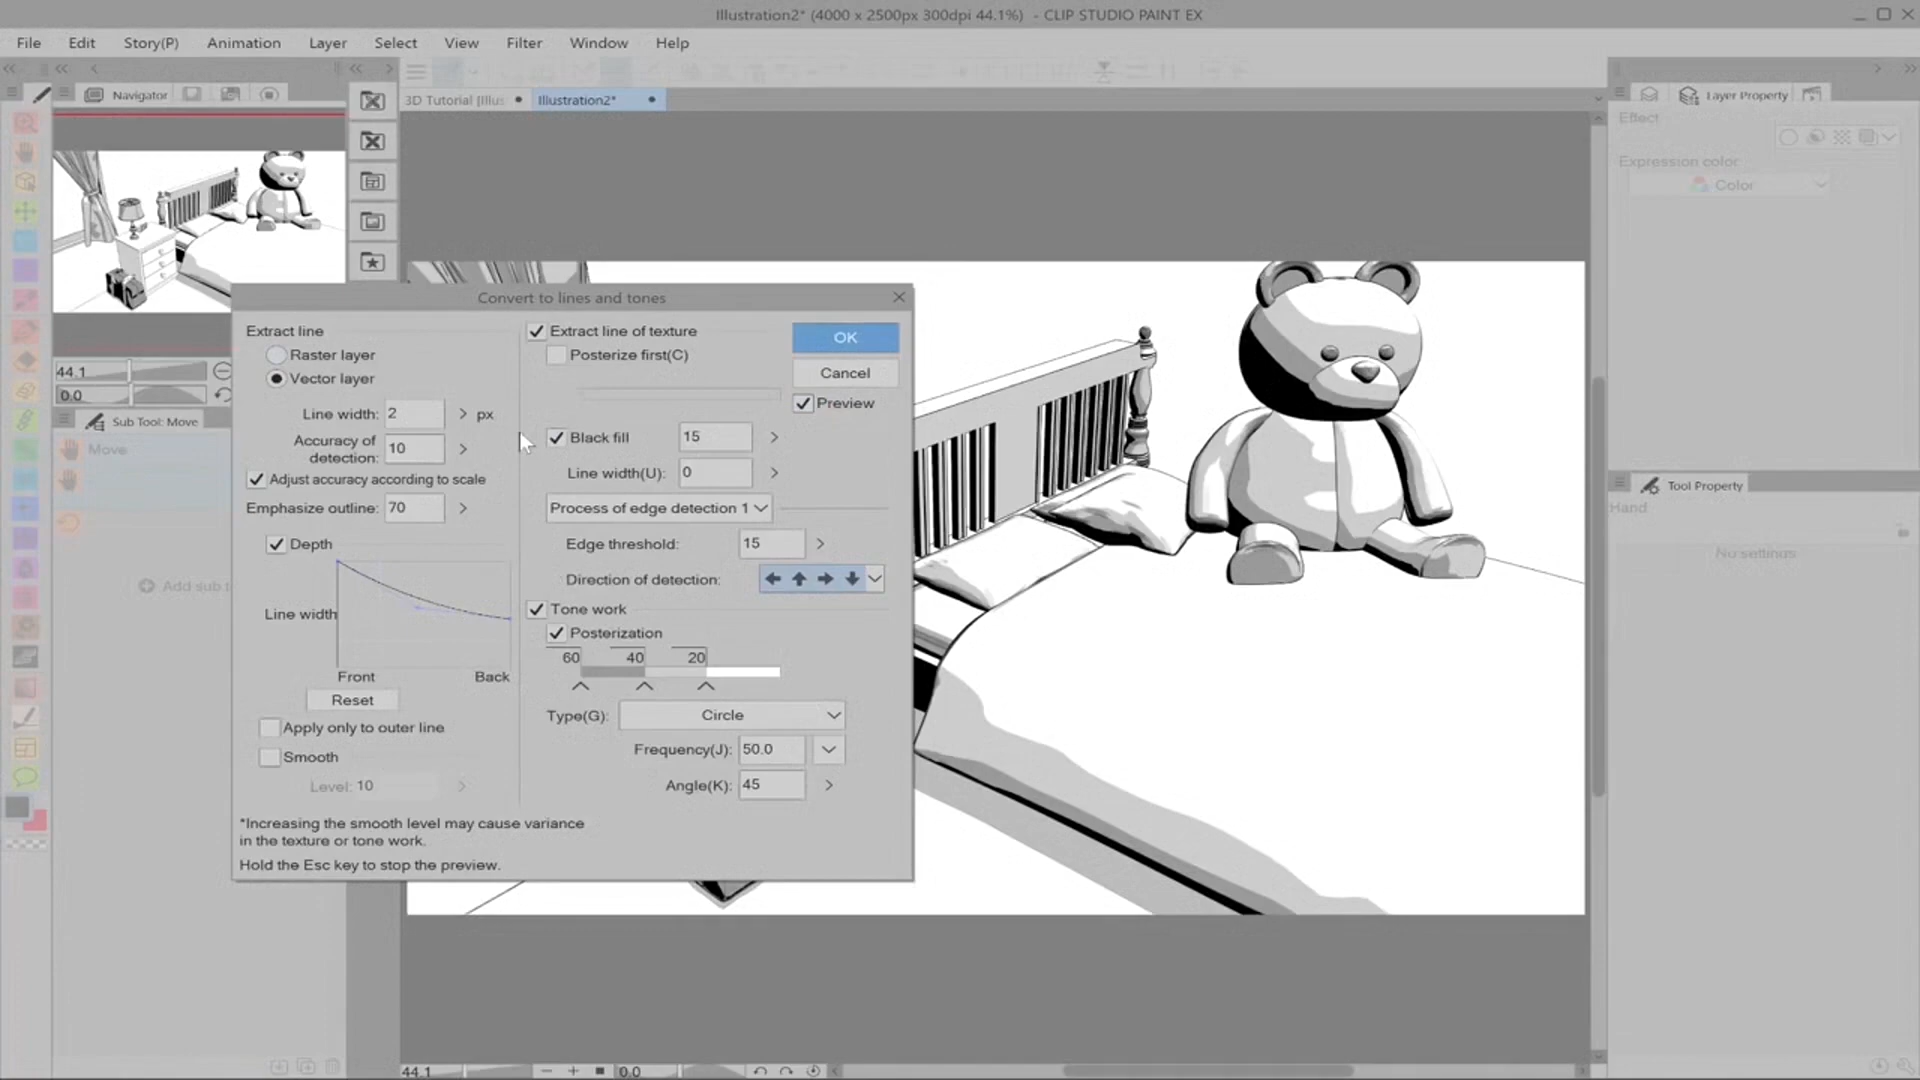 Illustration2* (4000 x 2500px 300dpi 44.1%) - CLIP STUDIO PAINT EX
File Edit Story(P) Animation Layer Select View Filter Window Help
Navigator
3D Tutorial [Illus
Illustration2*
Layer Property
Effect
Expression color
Color
44.1
0.0
Sub Tool: Move
Move
Add sub t
Convert to lines and tones
Extract line
Raster layer
Vector layer
Line width: 2 px
Accuracy of
detection: 10
Adjust accuracy according to scale
Emphasize outline: 70
Depth
Line width
Front Back
Reset
Apply only to outer line
Smooth
Level: 10
*Increasing the smooth level may cause variance
in the texture or tone work.
Hold the Esc key to stop the preview.
Extract line of texture
Posterize first(C)
Black fill 15
Line width(U): 0
Process of edge detection 1
Edge threshold: 15
Direction of detection:
Tone work
Posterization
60 40 20
Type(G): Circle
Frequency(J): 50.0
Angle(K): 45
OK
Cancel
Preview
Tool Property
Hand
No settings
44.1 0.0